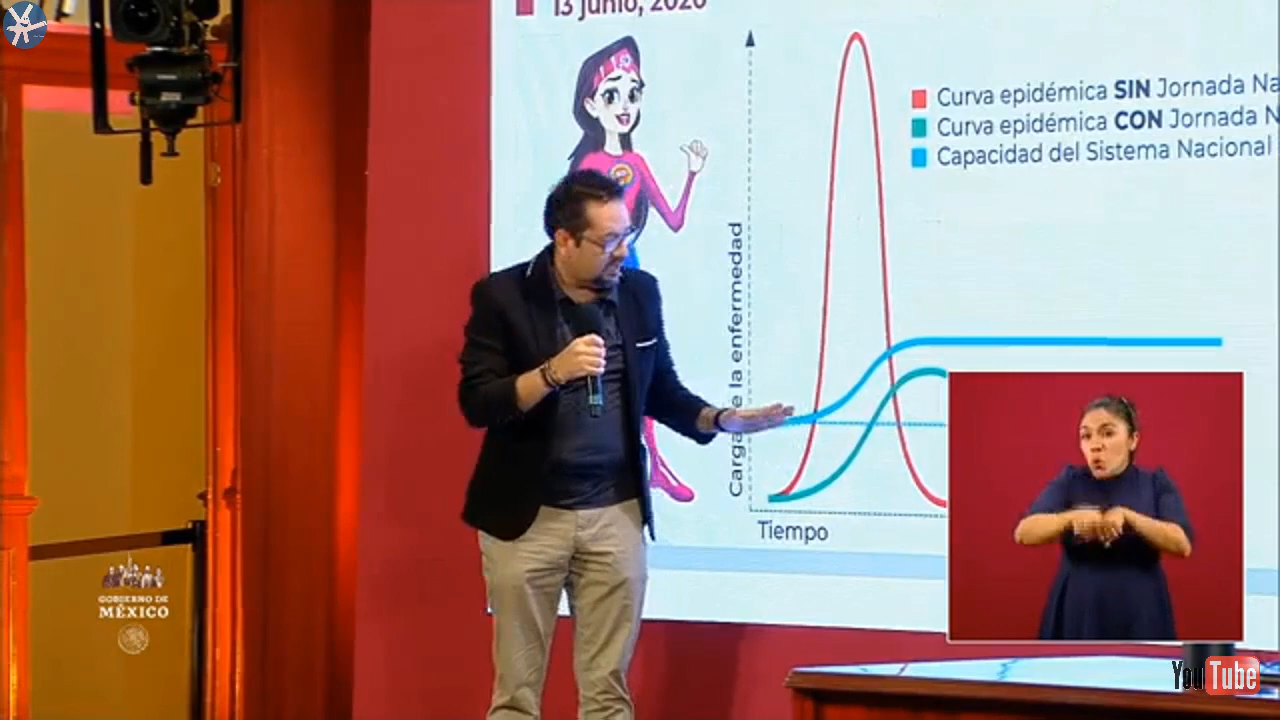 13 junio, 2020
Curva epidémica SIN Jornada Na
Curva epidémica CON Jornada N
Capacidad del Sistema Nacional
Carga de la enfermedad
Tiempo
GOBIERNO DE
MÉXICO
YouTube